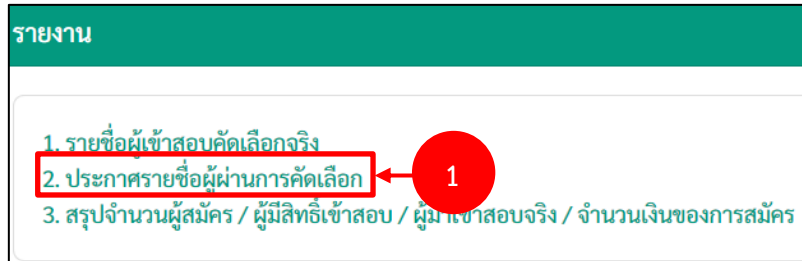 รายงาน
1. รายชื่อผู้เข้าสอบคัดเลือกจริง
2. ประกาศรายชื่อผู้ผ่านการคัดเลือก
1
3. สรุปจำนวนผู้สมัคร / ผู้มีสิทธิ์เข้าสอบ / ผู้มาเข้าสอบจริง / จำนวนเงินของการสมัคร